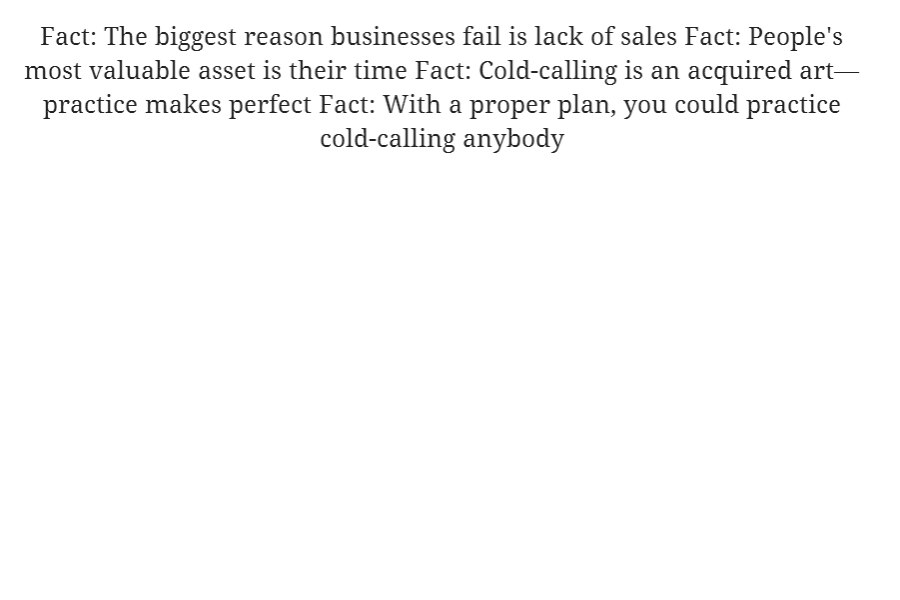 Fact: The biggest reason businesses fail is lack of sales Fact: People's
most valuable asset is their time Fact: Cold-calling is an acquired art—
practice makes perfect Fact: With a proper plan, you could practice
cold-calling anybody